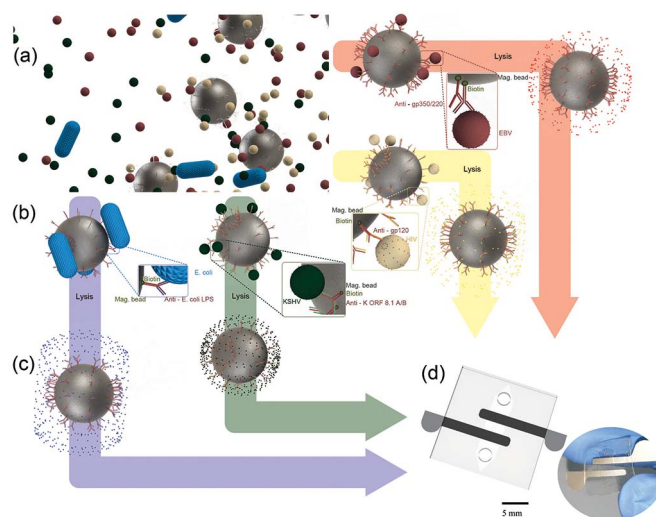 (a)
Lysis
Mag. bead
Biotin
Anti - gp350/220
EBV
Lysis
Mag. bead
Biotin
Anti - gp120
HIV
(b)
E. coli
Biotin
Mag. bead
Anti - E. coli LPS
Lysis
KSHV
Mag. bead
Biotin
Anti - K ORF 8.1 A/B
Lysis
(c)
(d)
5 mm